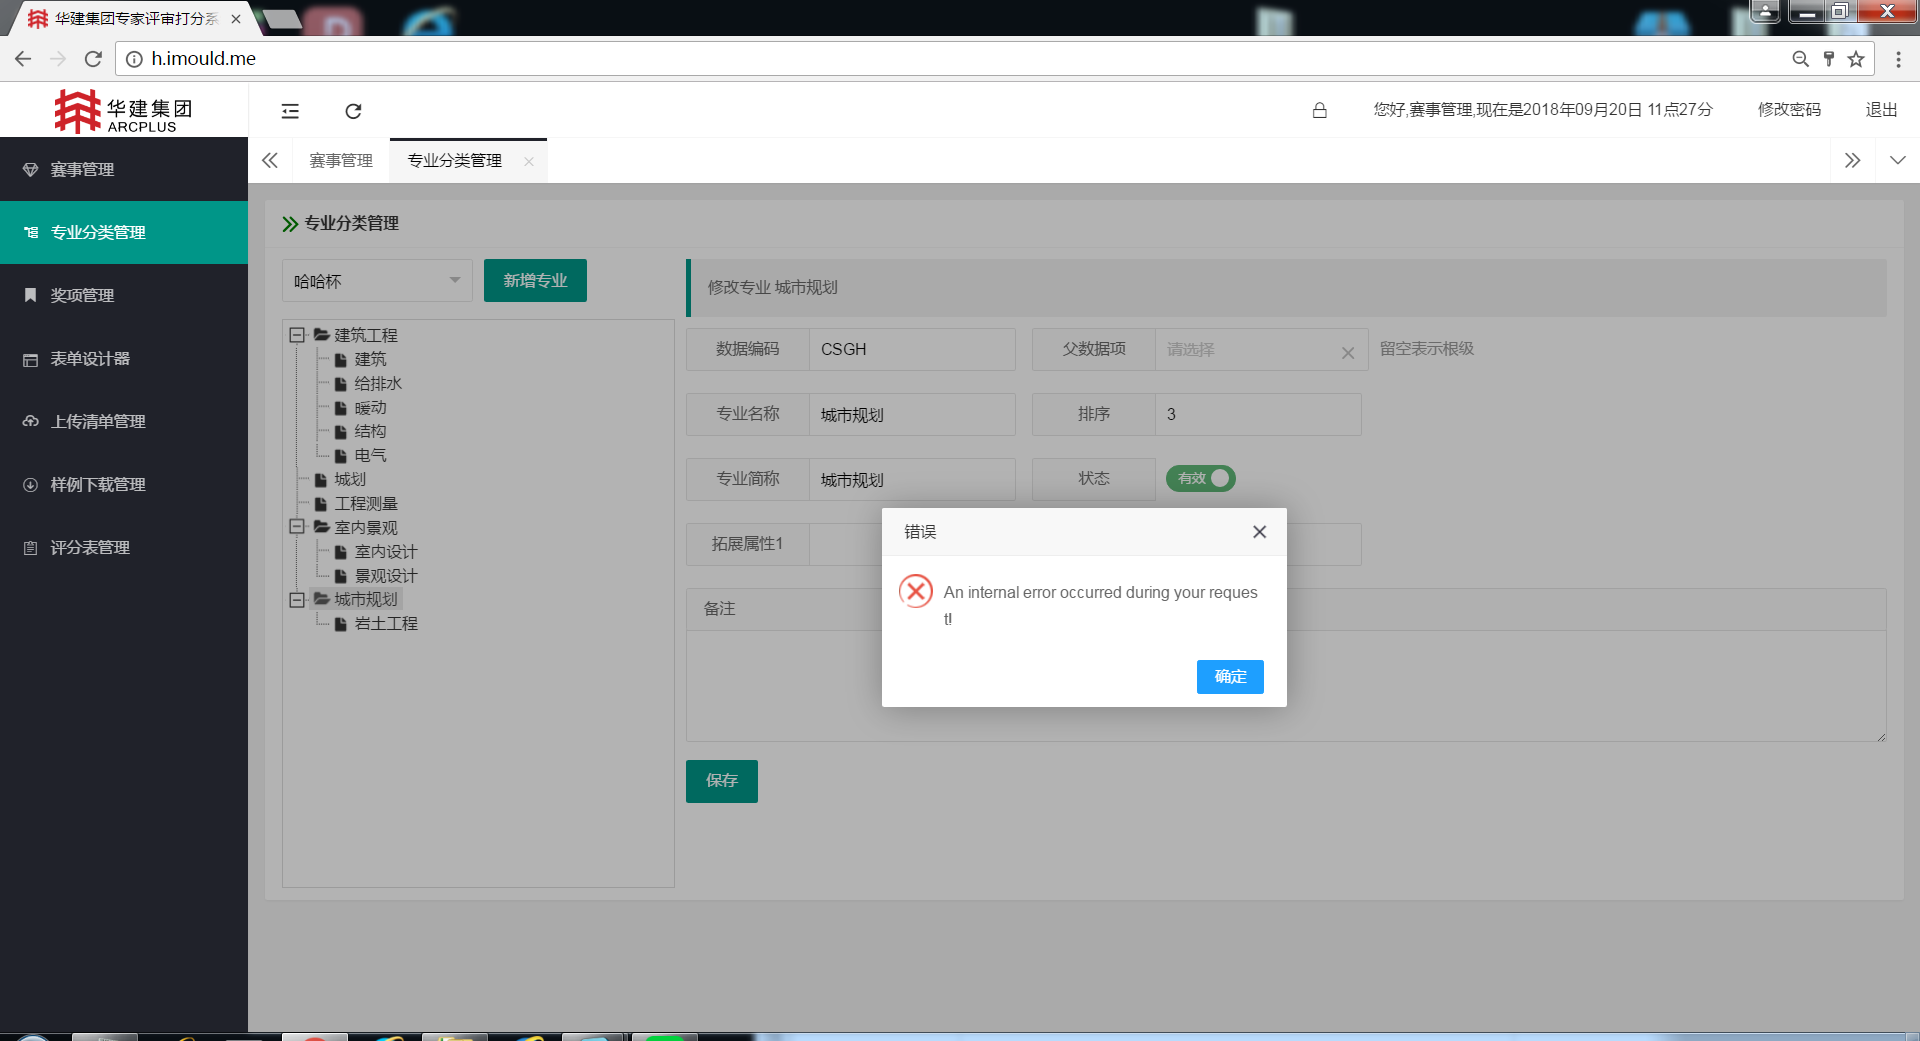 华建集团专家评审打分系
h.imould.me
华建集团
ARCPLUS
您好,赛事管理,现在是2018年09月20日 11点27分
修改密码
退出
赛事管理
专业分类管理
赛事管理
专业分类管理
奖项管理
表单设计器
上传清单管理
样例下载管理
评分表管理
专业分类管理
哈哈杯
新增专业
建筑工程
建筑
给排水
暖动
结构
电气
城划
工程测量
室内景观
室内设计
景观设计
城市规划
岩土工程
修改专业 城市规划
数据编码
CSGH
父数据项
请选择
留空表示根级
专业名称
城市规划
排序
3
专业简称
城市规划
状态
有效
拓展属性1
备注
保存
错误
An internal error occurred during your reques
t!
确定